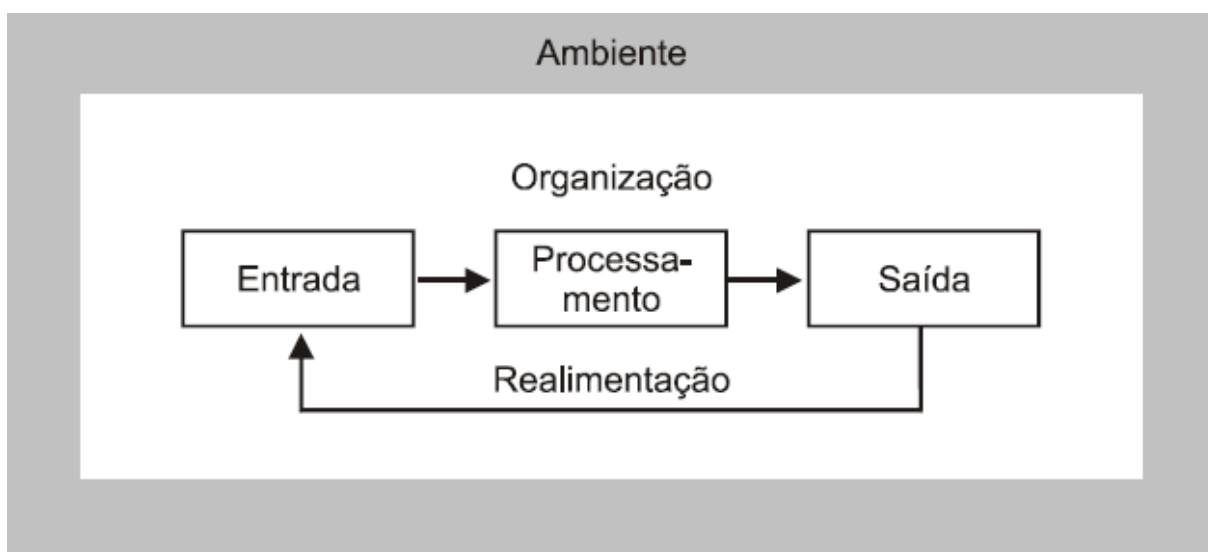 Ambiente
Organização
Entrada
Processa-
mento
Saída
Realimentação